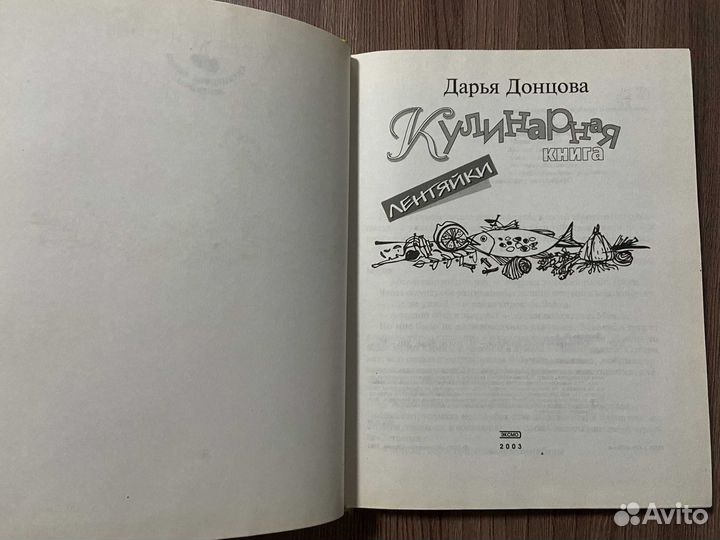 Дарья Донцова
Кулинарная
книга
ЛЕНТЯЙКИ
ЭКСМО
2003
Avito